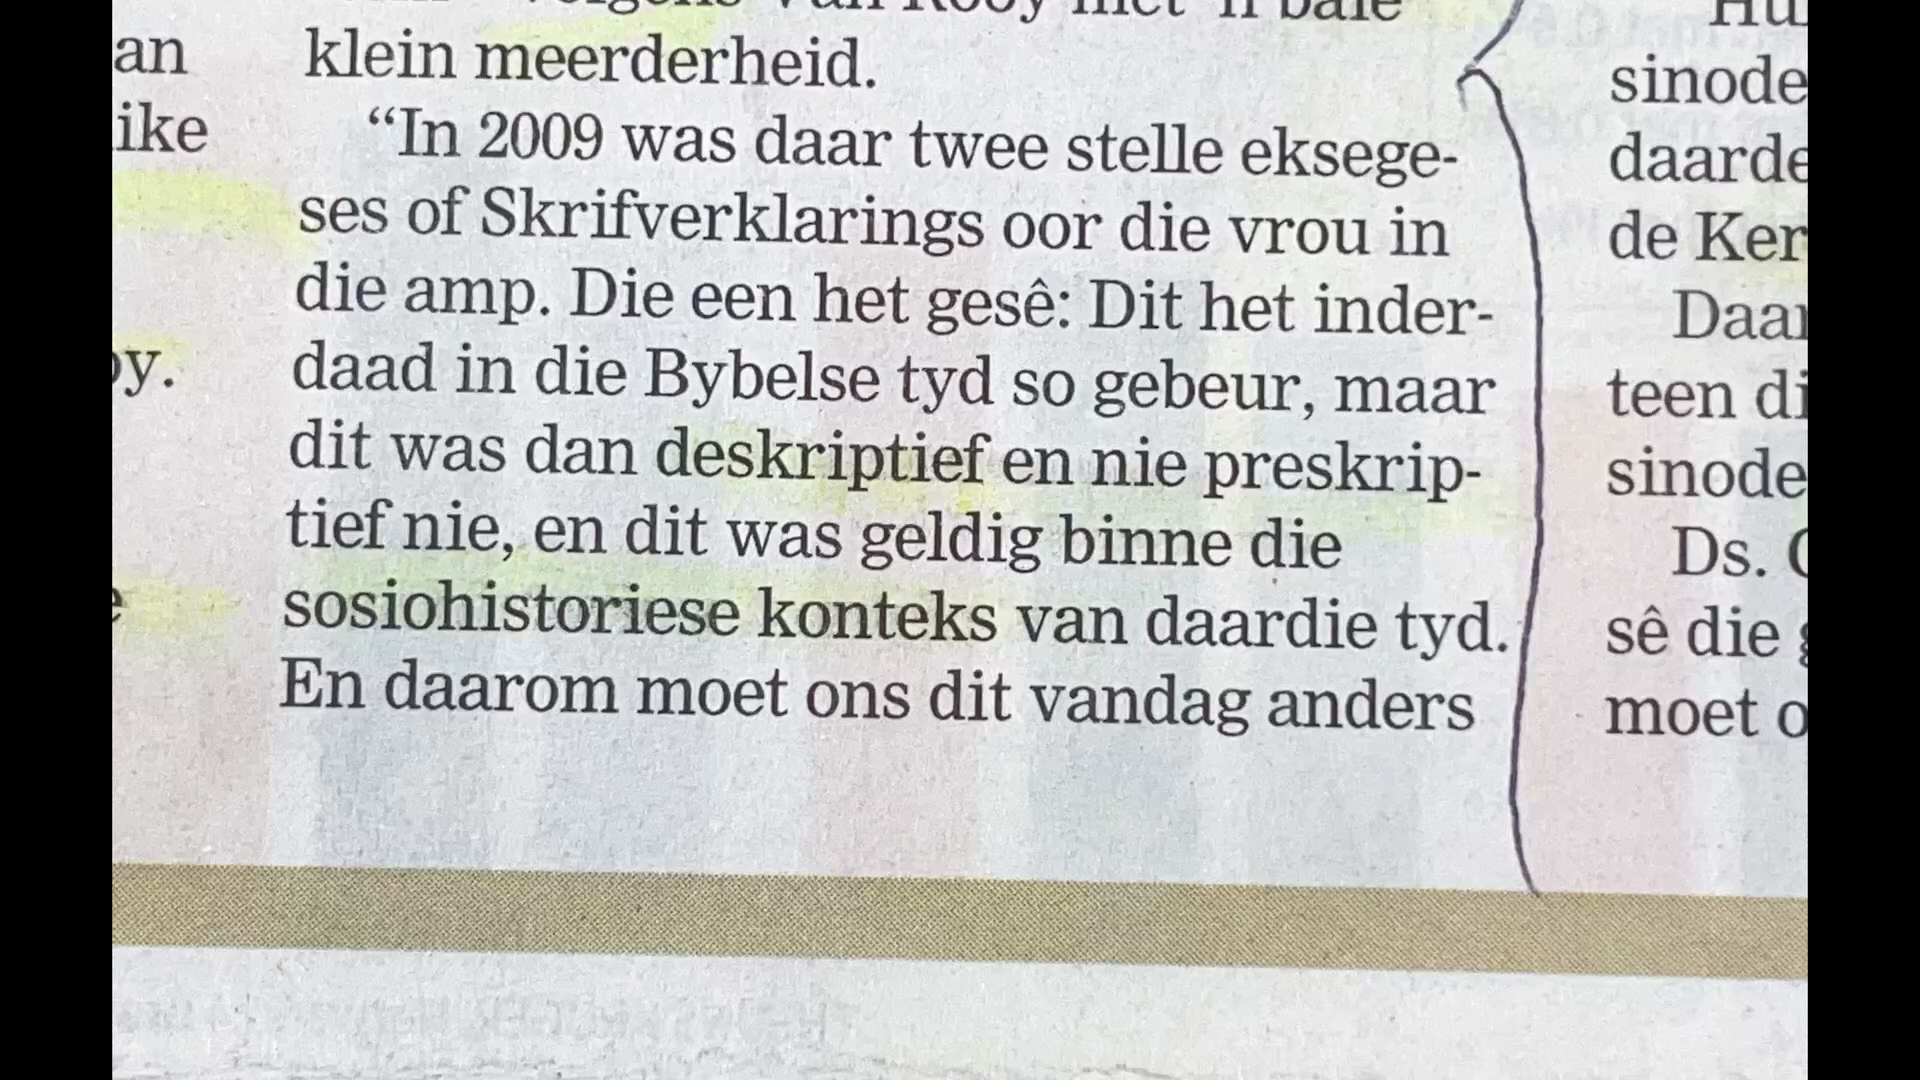 an
ike
y.
klein meerderheid.
“In 2009 was daar twee stelle eksege-
ses of Skrifverklarings oor die vrou in
die amp. Die een het gesê: Dit het inder-
daad in die Bybelse tyd so gebeur, maar
dit was dan deskriptief en nie preskrip-
tief nie, en dit was geldig binne die
sosiohistoriese konteks van daardie tyd.
En daarom moet ons dit vandag anders
sinode
daarde
de Ker
Daar
teen di
sinode
Ds.
sê die
moet o